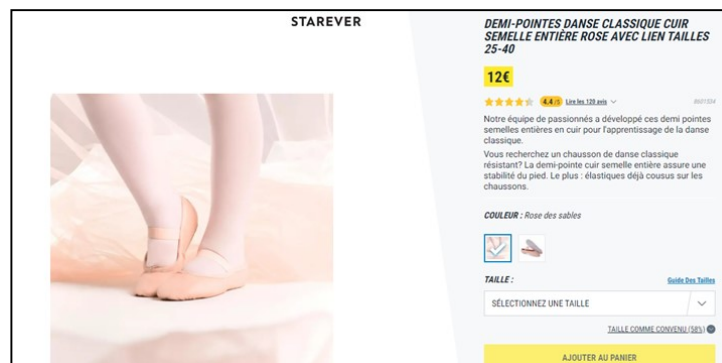 STAREVER
DEMI-POINTES DANSE CLASSIQUE CUIR
SEMELLE ENTIÈRE ROSE AVEC LIEN TAILLES
25-40
12€
4.4/5 Lire les 120 avis
8601554
Notre équipe de passionnés a développé ces demi pointes
semelles entières en cuir pour l'apprentissage de la danse
classique.
Vous recherchez un chausson de danse classique
résistant? La demi-pointe cuir semelle entière assure une
stabilité du pied. Le plus : élastiques déjà cousus sur les
chaussons.
COULEUR : Rose des sables
TAILLE :
Guide Des Tailles
SÉLECTIONNEZ UNE TAILLE
TAILLE COMME CONVENU (58%)
AJOUTER AU PANIER